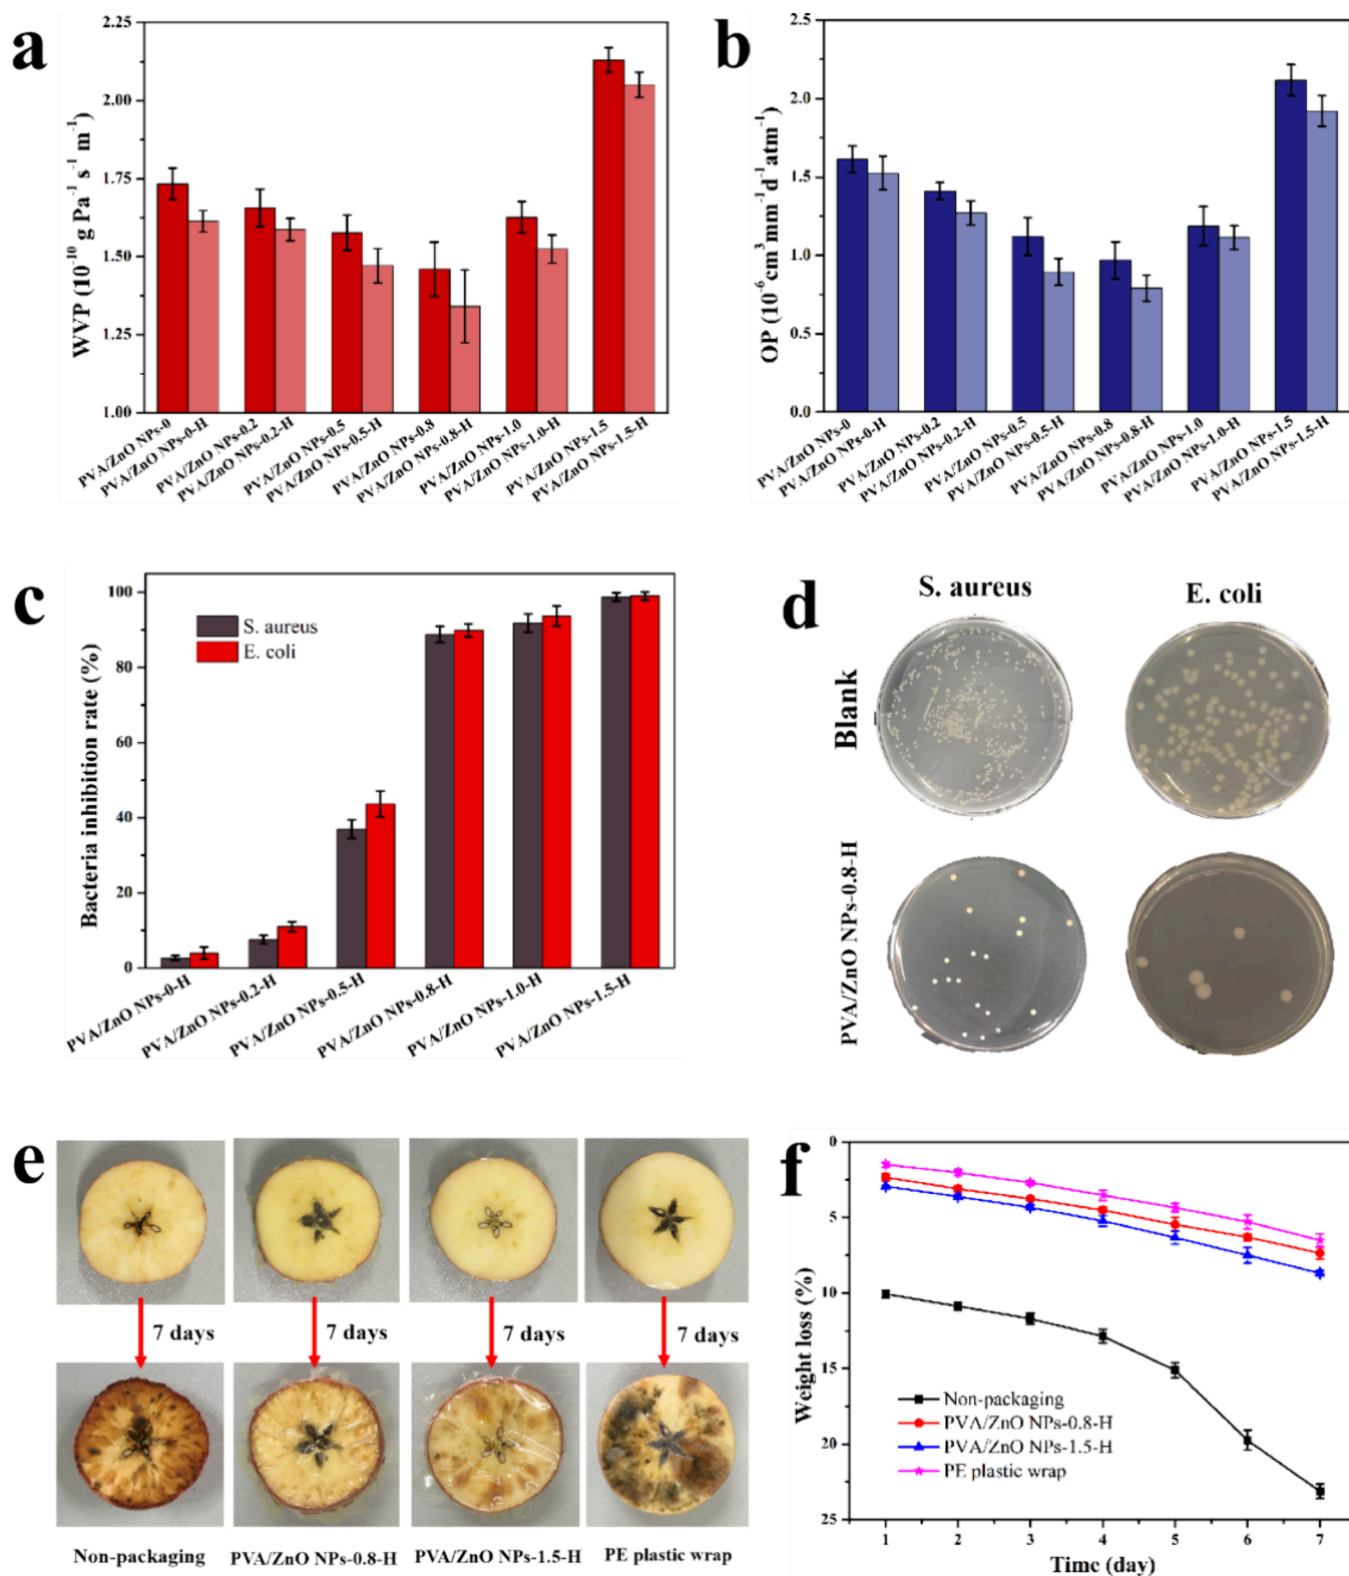 a
WVP (10⁻¹⁰ g Pa⁻¹ s⁻¹ m⁻¹)
2.25
2.00
1.75
1.50
1.25
1.00
PVA/ZnO NPs-0
PVA/ZnO NPs-0-H
PVA/ZnO NPs-0.2
PVA/ZnO NPs-0.2-H
PVA/ZnO NPs-0.5
PVA/ZnO NPs-0.5-H
PVA/ZnO NPs-0.8
PVA/ZnO NPs-0.8-H
PVA/ZnO NPs-1.0
PVA/ZnO NPs-1.0-H
PVA/ZnO NPs-1.5
PVA/ZnO NPs-1.5-H
b
OP (10⁻⁶ cm³ mm⁻¹ d⁻¹ atm⁻¹)
2.5
2.0
1.5
1.0
0.5
0.0
PVA/ZnO NPs-0
PVA/ZnO NPs-0-H
PVA/ZnO NPs-0.2
PVA/ZnO NPs-0.2-H
PVA/ZnO NPs-0.5
PVA/ZnO NPs-0.5-H
PVA/ZnO NPs-0.8
PVA/ZnO NPs-0.8-H
PVA/ZnO NPs-1.0
PVA/ZnO NPs-1.0-H
PVA/ZnO NPs-1.5
PVA/ZnO NPs-1.5-H
c
Bacteria inhibition rate (%)
100
80
60
40
20
0
S. aureus
E. coli
PVA/ZnO NPs-0-H
PVA/ZnO NPs-0.2-H
PVA/ZnO NPs-0.5-H
PVA/ZnO NPs-0.8-H
PVA/ZnO NPs-1.0-H
PVA/ZnO NPs-1.5-H
d
S. aureus
E. coli
Blank
PVA/ZnO NPs-0.8-H
e
7 days
7 days
7 days
7 days
Non-packaging
PVA/ZnO NPs-0.8-H
PVA/ZnO NPs-1.5-H
PE plastic wrap
f
Weight loss (%)
0
5
10
15
20
25
Non-packaging
PVA/ZnO NPs-0.8-H
PVA/ZnO NPs-1.5-H
PE plastic wrap
1
2
3
4
5
6
7
Time (day)